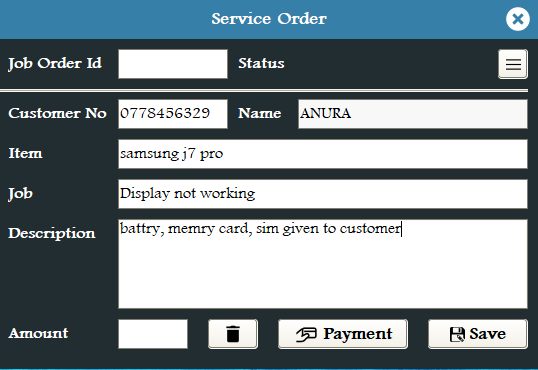 Service Order
Job Order Id Status
Customer No 0778456329 Name ANURA
Item samsung j7 pro
Job Display not working
Description battry, memry card, sim given to customer
Amount Payment Save